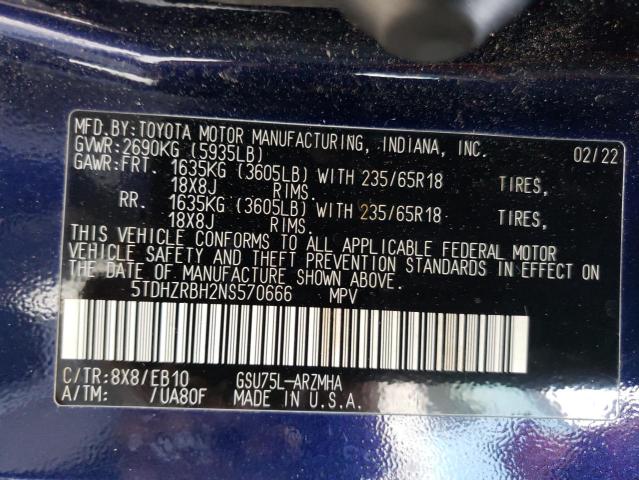 MFD.BY:TOYOTA MOTOR MANUFACTURING, INDIANA, INC. 02/22
GVWR:2690KG (5935LB)
GAWR:FRT. 1635KG (3605LB) WITH 235/65R18 TIRES,
18X8J RIMS.
RR. 1635KG (3605LB) WITH 235/65R18 TIRES,
18X8J RIMS.
THIS VEHICLE CONFORMS TO ALL APPLICABLE FEDERAL MOTOR
VEHICLE SAFETY AND THEFT PREVENTION STANDARDS IN EFFECT ON
THE DATE OF MANUFACTURE SHOWN ABOVE.
5TDHZRBH2NS570666 MPV
C/TR:8X8/EB10 GSU75L-ARZMHA
A/TM: /UA80F MADE IN U.S.A.